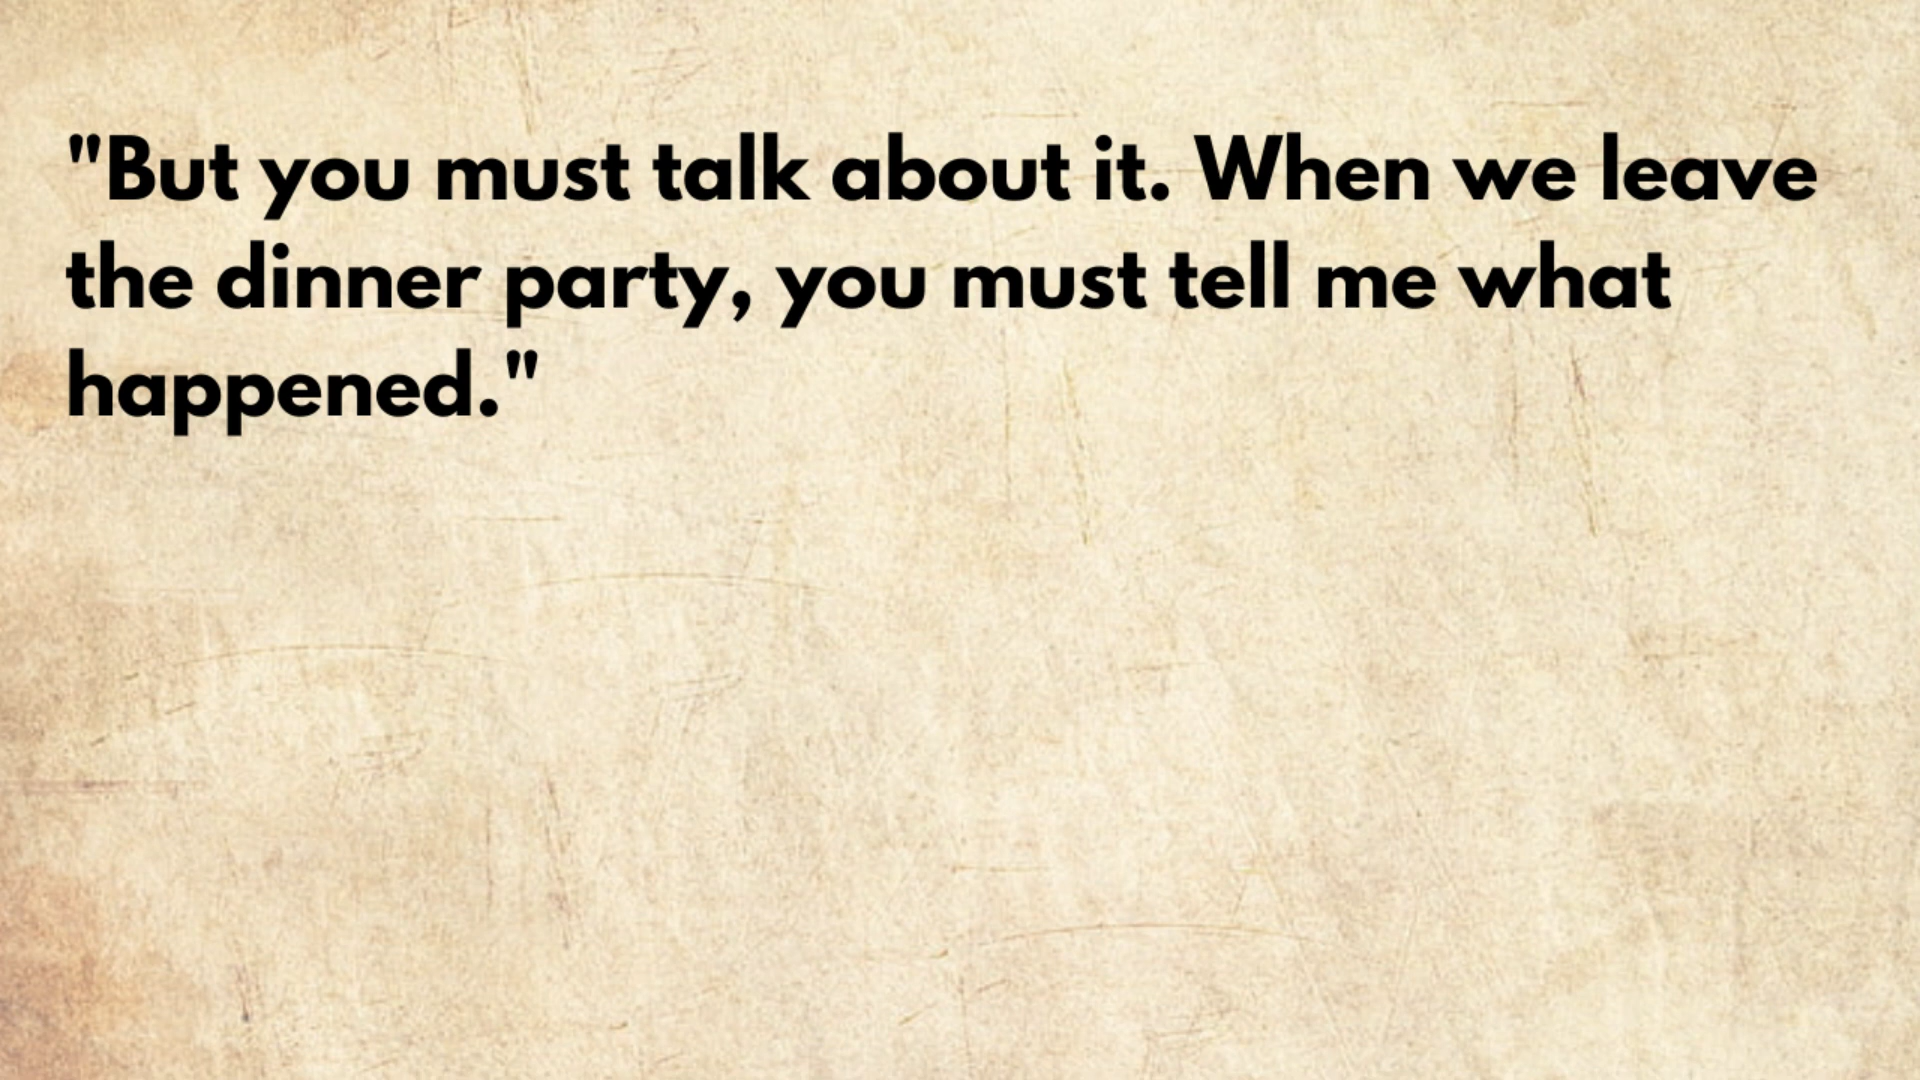 "But you must talk about it. When we leave
the dinner party, you must tell me what
happened."